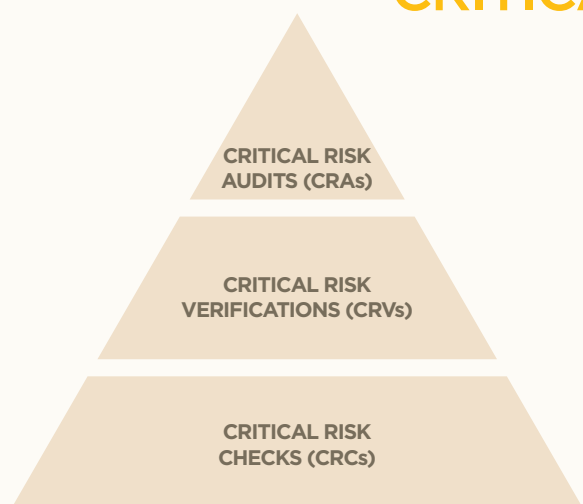 CRITICAL RISK
AUDITS (CRAs)
CRITICAL RISK
VERIFICATIONS (CRVs)
CRITICAL RISK
CHECKS (CRCs)